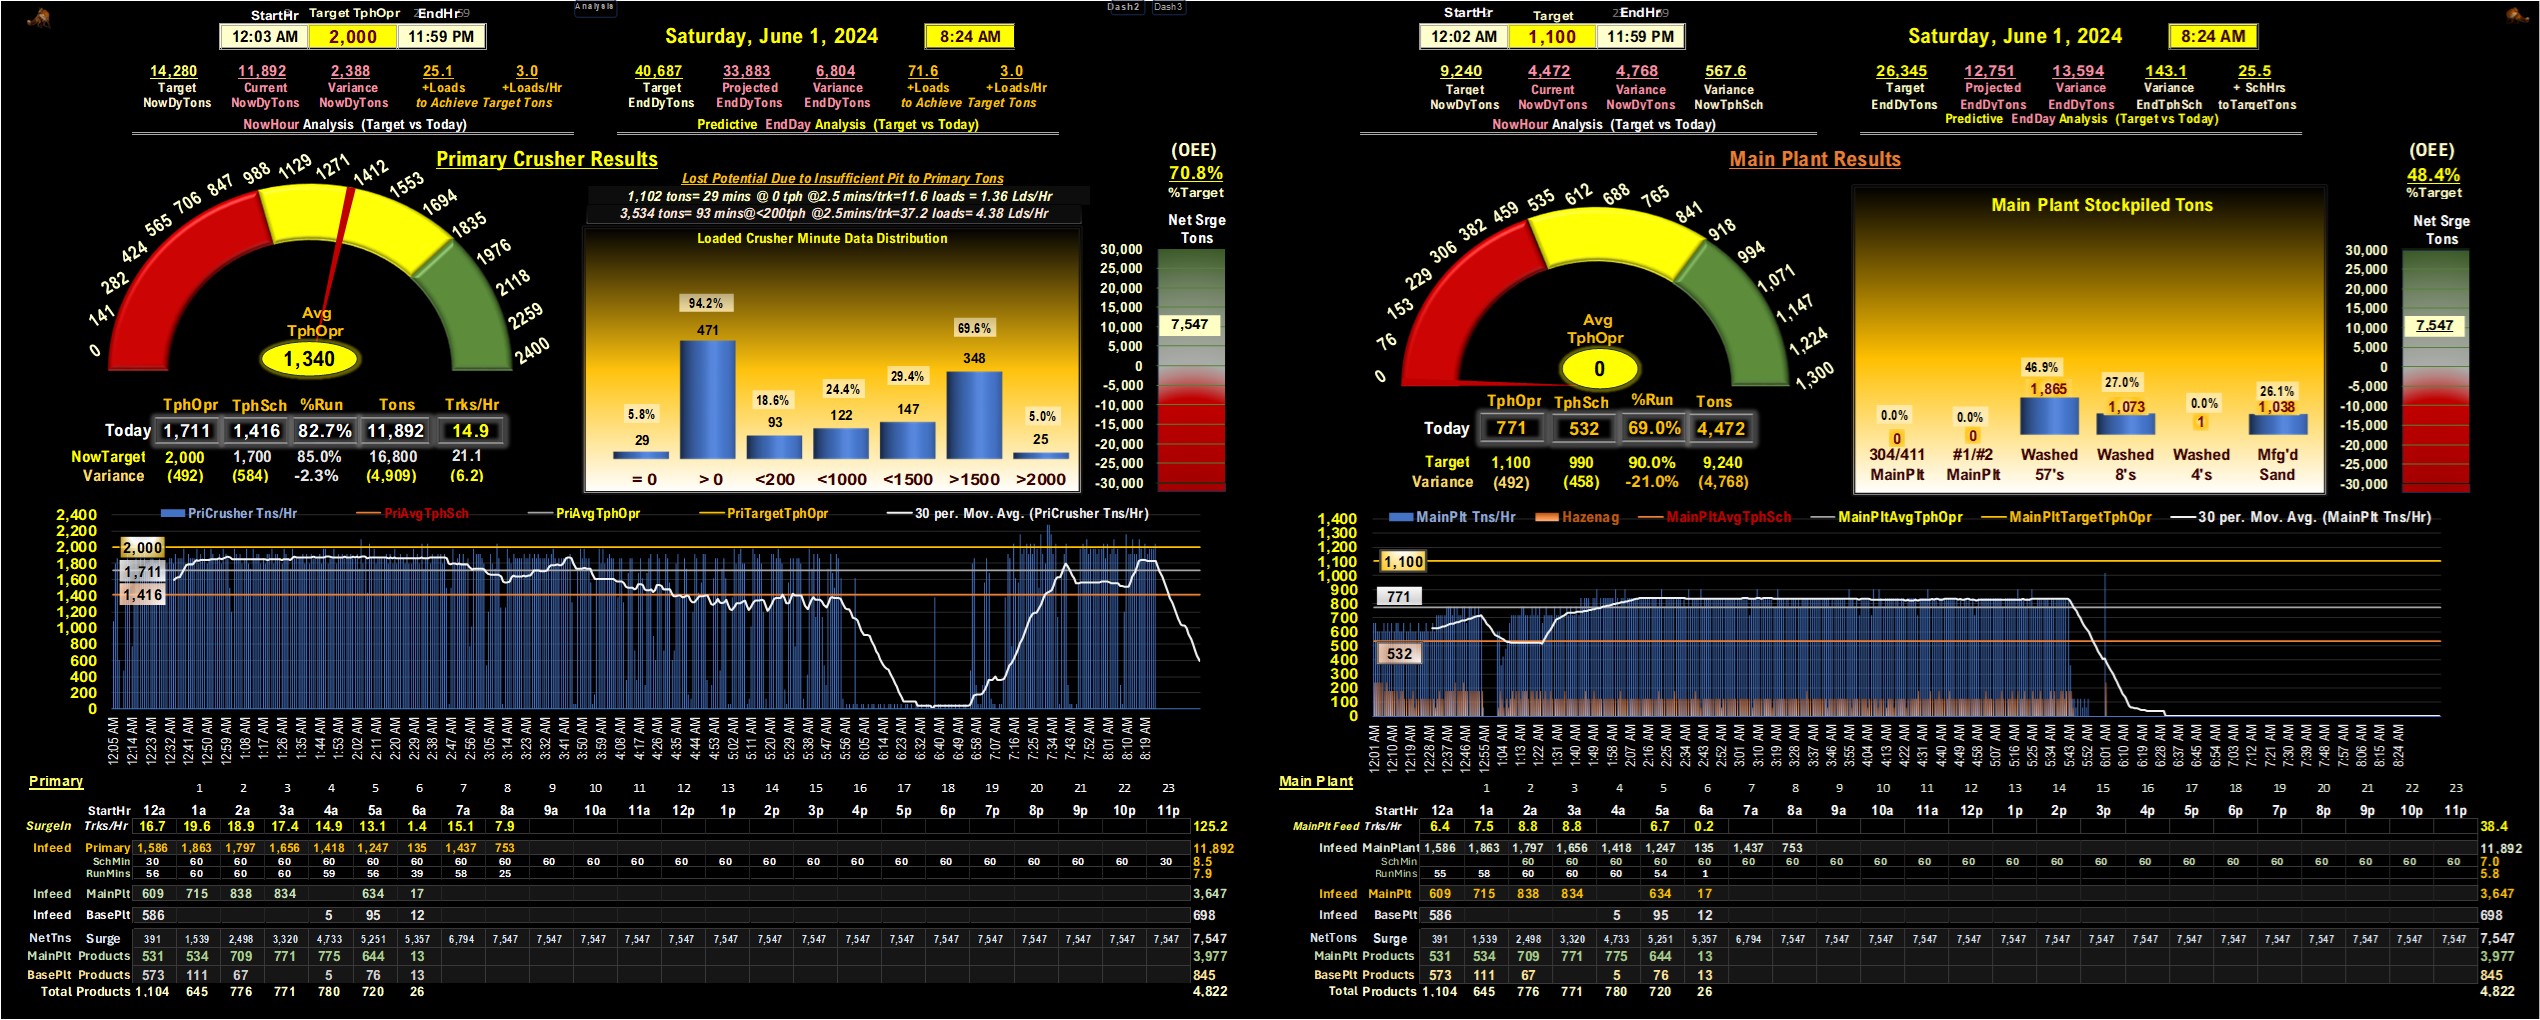 StartHr Target TphOpr EndHr
12:03 AM 2,000 11:59 PM
Saturday, June 1, 2024 8:24 AM
Analysis
Dash2 Dash3
14,280 11,892 2,388 25.1 3.0
Target Current Variance +Loads +Loads/Hr
NowDyTons NowDyTons NowDyTons to Achieve Target Tons
NowHour Analysis (Target vs Today)
40,687 33,883 6,804 71.6 3.0
Target Projected Variance +Loads +Loads/Hr
EndDyTons EndDyTons EndDyTons to Achieve Target Tons
Predictive EndDay Analysis (Target vs Today)
Primary Crusher Results
0 141 282 424 565 706 847 988 1129 1271 1412 1553 1694 1835 1976 2118 2259 2400
Avg
TphOpr
1,340
TphOpr TphSch %Run Tons Trks/Hr
Today 1,711 1,416 82.7% 11,892 14.9
NowTarget 2,000 1,700 85.0% 16,800 21.1
Variance (492) (584) -2.3% (4,909) (6.2)
Lost Potential Due to Insufficient Pit to Primary Tons
1,102 tons= 29 mins @ 0 tph @2.5 mins/trk=11.6 loads = 1.36 Lds/Hr
3,534 tons= 93 mins@<200tph @2.5mins/trk=37.2 loads= 4.38 Lds/Hr
Loaded Crusher Minute Data Distribution
5.8% 94.2% 18.6% 24.4% 29.4% 69.6% 5.0%
29 471 93 122 147 348 25
= 0 > 0 <200 <1000 <1500 >1500 >2000
(OEE)
70.8%
%Target
Net Srge
Tons
30,000
25,000
20,000
15,000
10,000
5,000
0
-5,000
-10,000
-15,000
-20,000
-25,000
-30,000
7,547
PriCrusher Tns/Hr PriAvgTphSch PriAvgTphOpr PriTargetTphOpr 30 per. Mov. Avg. (PriCrusher Tns/Hr)
2,400
2,200
2,000
1,800
1,600
1,400
1,200
1,000
800
600
400
200
0
2,000
1,711
1,416
12:05 AM 12:14 AM 12:23 AM 12:32 AM 12:41 AM 12:50 AM 12:59 AM 1:08 AM 1:17 AM 1:26 AM 1:35 AM 1:44 AM 1:53 AM 2:02 AM 2:11 AM 2:20 AM 2:29 AM 2:38 AM 2:47 AM 2:56 AM 3:05 AM 3:14 AM 3:23 AM 3:32 AM 3:41 AM 3:50 AM 3:59 AM 4:08 AM 4:17 AM 4:26 AM 4:35 AM 4:44 AM 4:53 AM 5:02 AM 5:11 AM 5:20 AM 5:29 AM 5:38 AM 5:47 AM 5:56 AM 6:05 AM 6:14 AM 6:23 AM 6:32 AM 6:40 AM 6:49 AM 6:58 AM 7:07 AM 7:16 AM 7:25 AM 7:34 AM 7:43 AM 7:52 AM 8:01 AM 8:10 AM 8:19 AM
Primary
1 2 3 4 5 6 7 8 9 10 11 12 13 14 15 16 17 18 19 20 21 22 23
StartHr 12a 1a 2a 3a 4a 5a 6a 7a 8a 9a 10a 11a 12p 1p 2p 3p 4p 5p 6p 7p 8p 9p 10p 11p
SurgeIn Trks/Hr 16.7 19.6 18.9 17.4 14.9 13.1 1.4 15.1 7.9 125.2
Infeed Primary 1,586 1,863 1,797 1,656 1,418 1,247 135 1,437 753 11,892
SchMin 30 60 60 60 60 60 60 60 60 60 60 60 60 60 60 60 60 60 60 60 60 60 60 30 8.5
RunMins 56 60 60 60 59 56 39 58 25 7.9
Infeed MainPlt 609 715 838 834 634 17 3,647
Infeed BasePlt 586 5 95 12 698
NetTns Surge 391 1,539 2,498 3,320 4,733 5,251 5,357 6,794 7,547 7,547 7,547 7,547 7,547 7,547 7,547 7,547 7,547 7,547 7,547 7,547 7,547 7,547 7,547 7,547 7,547
MainPlt Products 531 534 709 771 775 644 13 3,977
BasePlt Products 573 111 67 5 76 13 845
Total Products 1,104 645 776 771 780 720 26 4,822
StartHr Target EndHr
12:02 AM 1,100 11:59 PM
Saturday, June 1, 2024 8:24 AM
9,240 4,472 4,768 567.6
Target Current Variance Variance
NowDyTons NowDyTons NowDyTons NowTphSch
NowHour Analysis (Target vs Today)
26,345 12,751 13,594 143.1 25.5
Target Projected Variance Variance + SchHrs
EndDyTons EndDyTons EndDyTons EndTphSch toTargetTons
Predictive EndDay Analysis (Target vs Today)
Main Plant Results
0 76 153 229 306 382 459 535 612 688 765 841 918 994 1,071 1,147 1,224 1,300
Avg
TphOpr
0
TphOpr TphSch %Run Tons
Today 771 532 69.0% 4,472
Target 1,100 990 90.0% 9,240
Variance (492) (458) -21.0% (4,768)
Main Plant Stockpiled Tons
0.0% 0.0% 46.9% 27.0% 0.0% 26.1%
0 0 1,865 1,073 1 1,038
304/411 #1/#2 Washed Washed Washed Mfg'd
MainPlt MainPlt 57's 8's 4's Sand
(OEE)
48.4%
%Target
Net Srge
Tons
30,000
25,000
20,000
15,000
10,000
5,000
0
-5,000
-10,000
-15,000
-20,000
-25,000
-30,000
7,547
MainPlt Tns/Hr Hazenag MainPltAvgTphSch MainPltAvgTphOpr MainPltTargetTphOpr 30 per. Mov. Avg. (MainPlt Tns/Hr)
1,400
1,300
1,200
1,100
1,000
900
800
700
600
500
400
300
200
100
0
1,100
771
532
12:01 AM 12:10 AM 12:19 AM 12:28 AM 12:37 AM 12:46 AM 12:55 AM 1:04 AM 1:13 AM 1:22 AM 1:31 AM 1:40 AM 1:49 AM 1:58 AM 2:07 AM 2:16 AM 2:25 AM 2:34 AM 2:43 AM 2:52 AM 3:01 AM 3:10 AM 3:19 AM 3:28 AM 3:37 AM 3:46 AM 3:55 AM 4:04 AM 4:13 AM 4:22 AM 4:31 AM 4:40 AM 4:49 AM 4:58 AM 5:07 AM 5:16 AM 5:25 AM 5:34 AM 5:43 AM 5:52 AM 6:01 AM 6:10 AM 6:19 AM 6:28 AM 6:37 AM 6:45 AM 6:54 AM 7:03 AM 7:12 AM 7:21 AM 7:30 AM 7:39 AM 7:48 AM 7:57 AM 8:06 AM 8:15 AM 8:24 AM
Main Plant
1 2 3 4 5 6 7 8 9 10 11 12 13 14 15 16 17 18 19 20 21 22 23
StartHr 12a 1a 2a 3a 4a 5a 6a 7a 8a 9a 10a 11a 12p 1p 2p 3p 4p 5p 6p 7p 8p 9p 10p 11p
MainPlt Feed Trks/Hr 6.4 7.5 8.8 8.8 6.7 0.2 38.4
Infeed MainPlant 1,586 1,863 1,797 1,656 1,418 1,247 135 1,437 753 11,892
SchMin 60 60 60 60 60 60 60 60 60 60 60 60 60 60 60 60 60 60 60 60 60 60 7.0
RunMins 55 58 60 60 60 54 1 5.8
Infeed MainPlt 609 715 838 834 634 17 3,647
Infeed BasePlt 586 5 95 12 698
NetTons Surge 391 1,539 2,498 3,320 4,733 5,251 5,357 6,794 7,547 7,547 7,547 7,547 7,547 7,547 7,547 7,547 7,547 7,547 7,547 7,547 7,547 7,547 7,547 7,547 7,547
MainPlt Products 531 534 709 771 775 644 13 3,977
BasePlt Products 573 111 67 5 76 13 845
Total Products 1,104 645 776 771 780 720 26 4,822